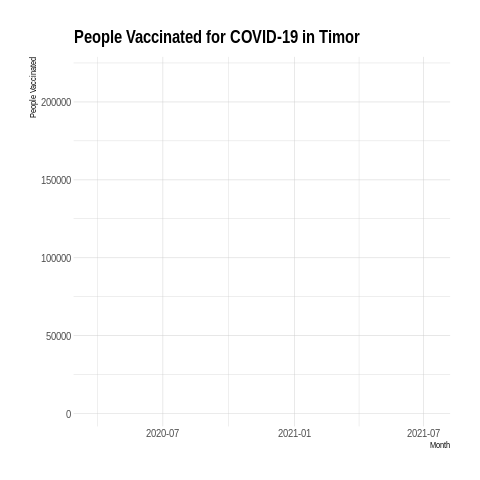 People Vaccinated for COVID-19 in Timor
People Vaccinated
200000
150000
100000
50000
0
2020-07 2021-01 2021-07
Month